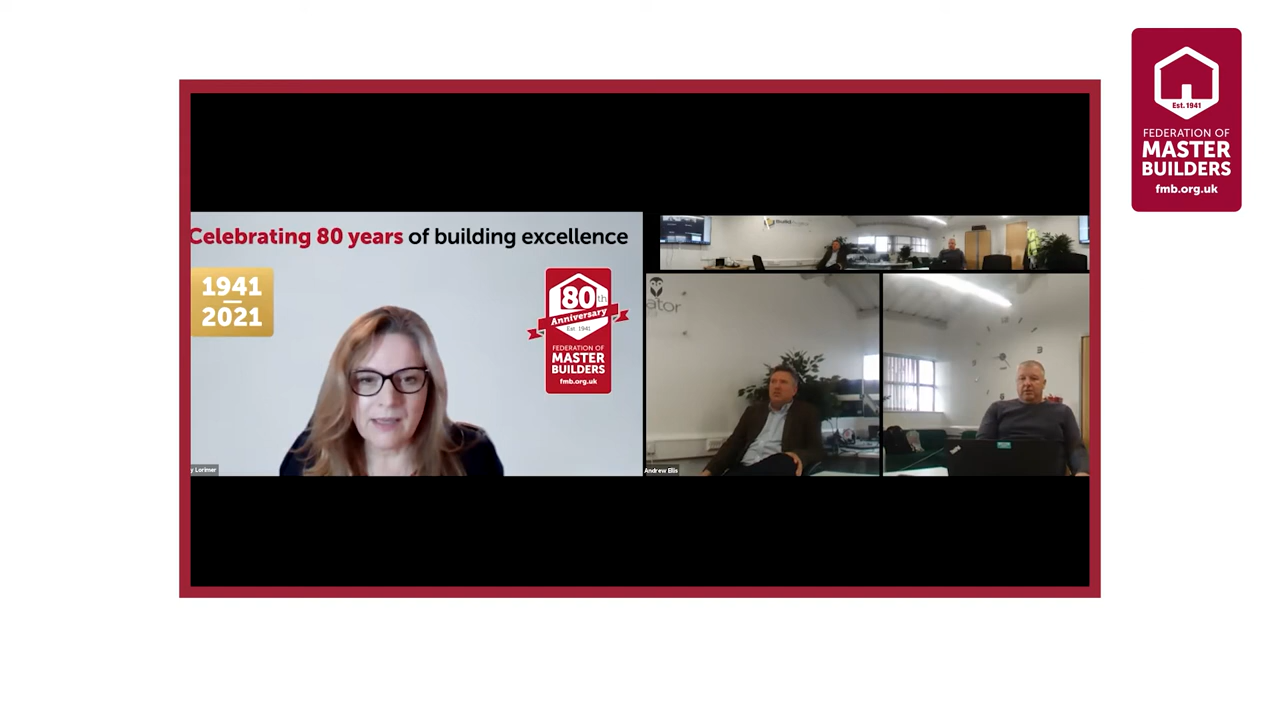 Est. 1941
FEDERATION OF
MASTER
BUILDERS
fmb.org.uk
Celebrating 80 years of building excellence
1941
2021
80th
Anniversary
Est 1941
FEDERATION OF
MASTER
BUILDERS
fmb.org.uk
y Lorimer
ator
Andrew Ellis